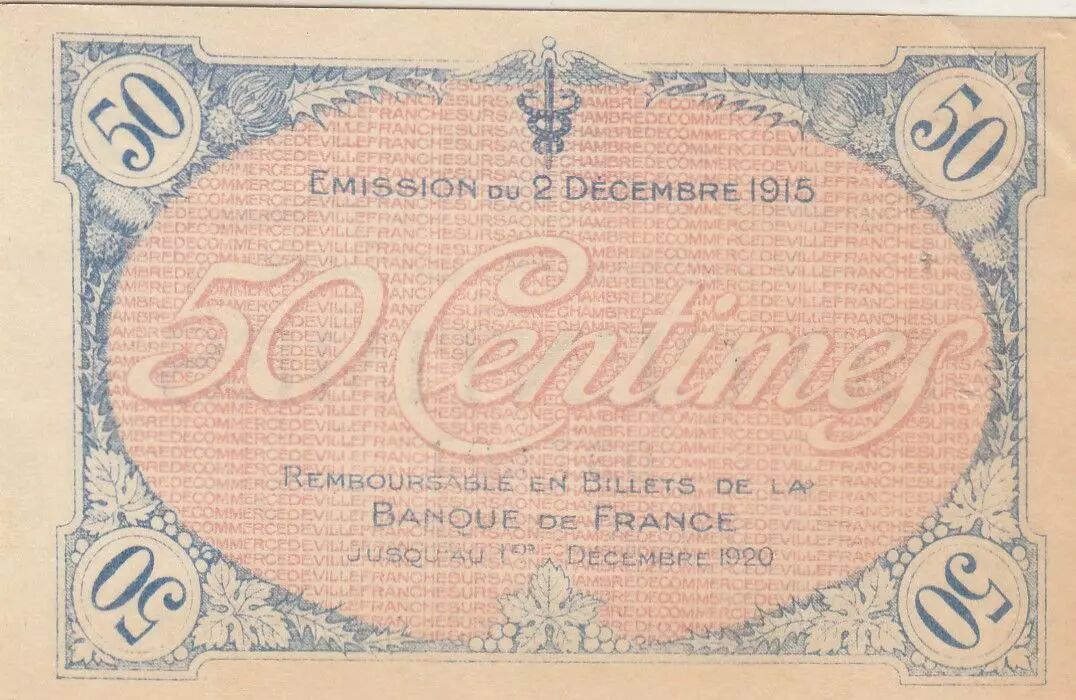 50
50
EMISSION DU 2 DÉCEMBRE 1915
50 Centimes
REMBOURSABLE EN BILLETS DE LA
BANQUE DE FRANCE
JUSQU'AU 1ER DÉCEMBRE 1920
50
50
CHAMBREDECOMMERCEDEVILLEFRANCHESURSAONE